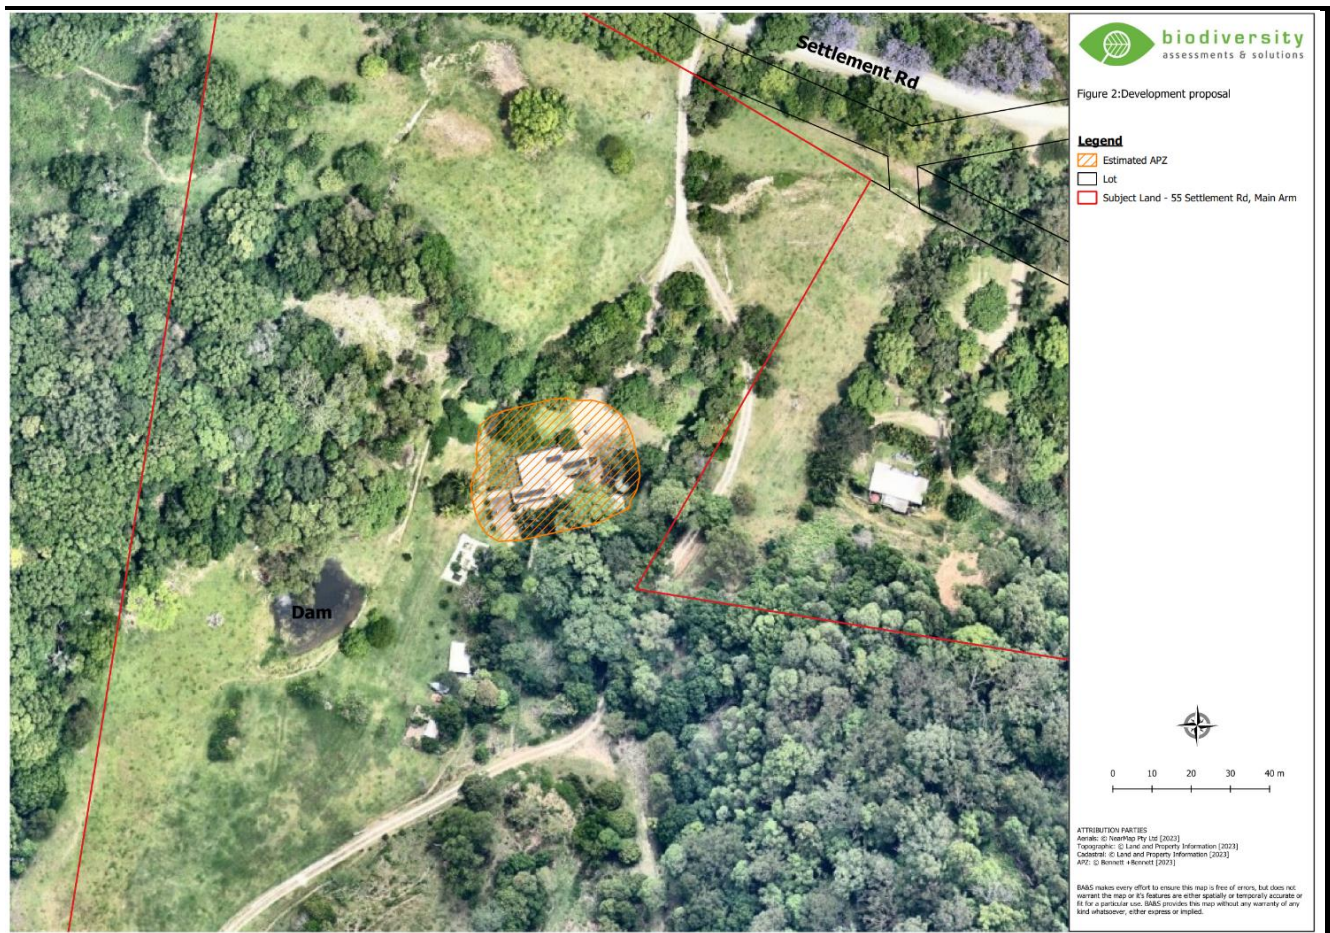 Settlement Rd
Dam
biodiversity
assessments & solutions
Figure 2:Development proposal
Legend
Estimated APZ
Lot
Subject Land - 55 Settlement Rd, Main Arm
0 10 20 30 40 m
ATTRIBUTION PARTIES
Aerials: © NearMap Pty Ltd [2023]
Topographic: © Land and Property Information [2023]
Cadastral: © Land and Property Information [2023]
APZ: © Bennett +Bennett [2023]
BA&S makes every effort to ensure this map is free of errors, but does not
warrant the map or it's features are either spatially or temporally accurate or
fit for a particular use. BA&S provides this map without any warranty of any
kind whatsoever, either express or implied.